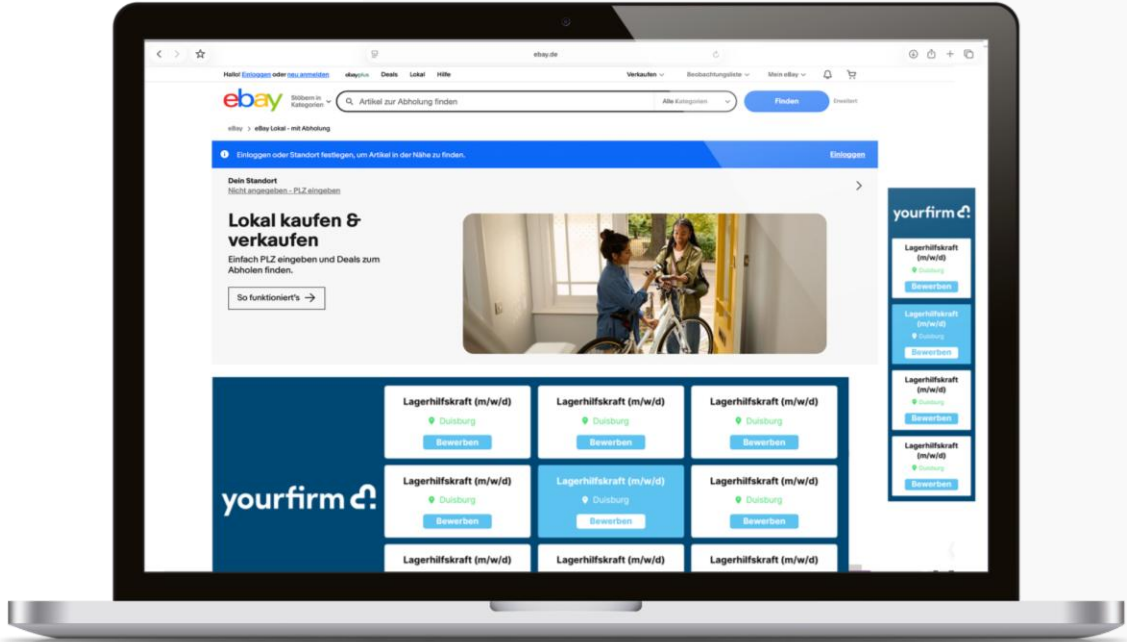 ebay.de
Hallo! Einloggen oder neu anmelden ebayplus Deals Lokal Hilfe Verkaufen Beobachtungsliste Mein eBay
ebay Stöbern in Kategorien Artikel zur Abholung finden Alle Kategorien Finden Erweitert
eBay > eBay Lokal – mit Abholung
Einloggen oder Standort festlegen, um Artikel in der Nähe zu finden. Einloggen
Dein Standort
Nicht angegeben – PLZ eingeben
Lokal kaufen &
verkaufen
Einfach PLZ eingeben und Deals zum
Abholen finden.
So funktioniert's →
yourfirm
Lagerhilfskraft
(m/w/d)
Duisburg
Bewerben
Lagerhilfskraft
(m/w/d)
Duisburg
Bewerben
Lagerhilfskraft
(m/w/d)
Duisburg
Bewerben
Lagerhilfskraft
(m/w/d)
Duisburg
Bewerben
yourfirm
Lagerhilfskraft (m/w/d) Lagerhilfskraft (m/w/d) Lagerhilfskraft (m/w/d)
Duisburg Duisburg Duisburg
Bewerben Bewerben Bewerben
Lagerhilfskraft (m/w/d) Lagerhilfskraft (m/w/d) Lagerhilfskraft (m/w/d)
Duisburg Duisburg Duisburg
Bewerben Bewerben Bewerben
Lagerhilfskraft (m/w/d) Lagerhilfskraft (m/w/d) Lagerhilfskraft (m/w/d)